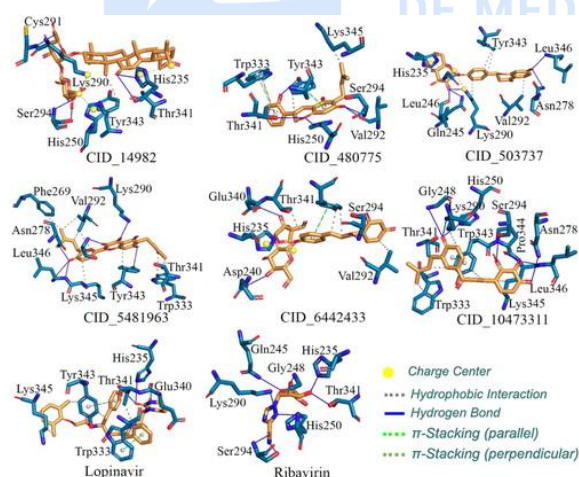 DE MED
Cys291
Lys290
Ser294
His250
Tyr343
His235
Thr341
CID_14982
Lys345
Trp333
Tyr343
Ser294
Thr341
His250
Val292
CID_480775
Tyr343
Leu346
His235
Leu246
Gln245
Lys290
Val292
Asn278
CID_503737
Phe269
Val292
Lys290
Asn278
Leu346
Lys345
Tyr343
Thr341
Trp333
CID_5481963
Glu340
Thr341
Ser294
His235
Asp240
Val292
CID_6442433
His250
Gly248
Lys290
Ser294
Thr341
Trp343
Pro344
Asn278
Trp333
Lys345
Leu346
CID_10473311
His235
Tyr343
Thr341
Lys345
Glu340
Trp333
Lopinavir
Gln245
His235
Gly248
Lys290
Thr341
His250
Ser294
Ribavirin
Charge Center
Hydrophobic Interaction
Hydrogen Bond
π-Stacking (parallel)
π-Stacking (perpendicular)